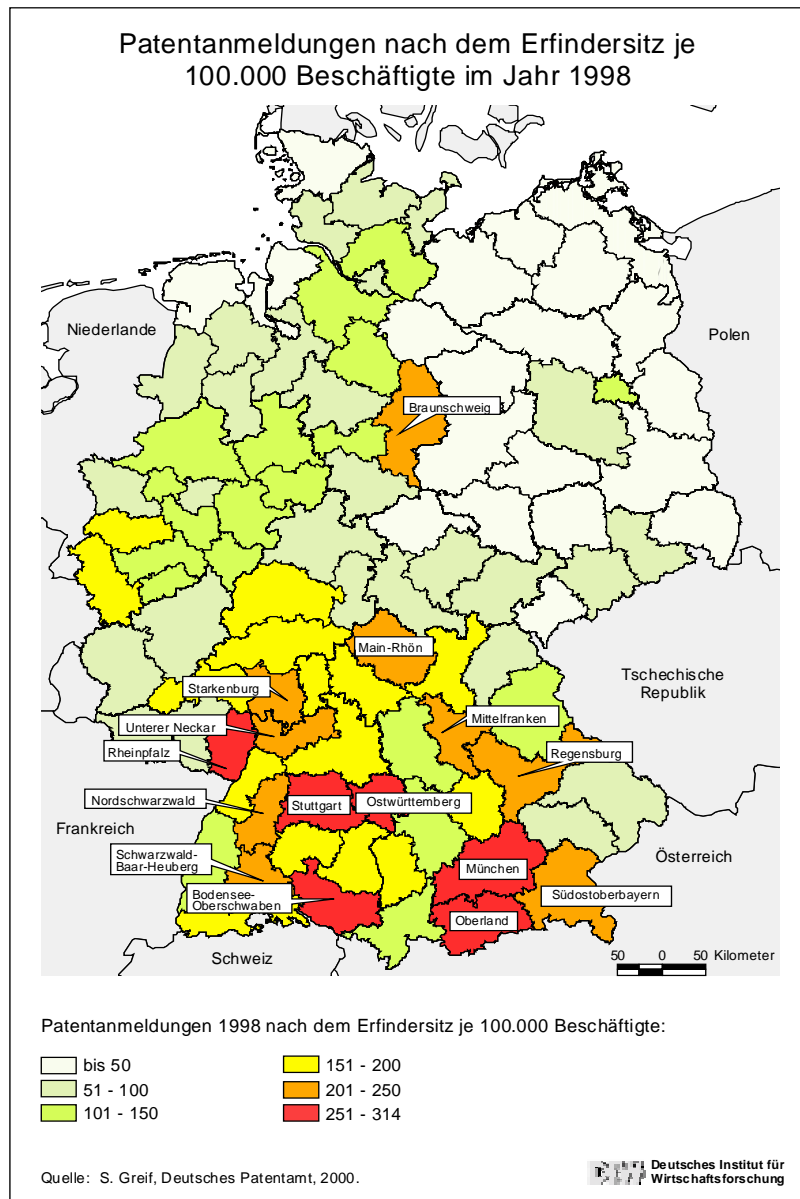 Patentanmeldungen nach dem Erfindersitz je
100.000 Beschäftigte im Jahr 1998
Niederlande
Polen
Braunschweig
Main-Rhön
Tschechische
Republik
Starkenburg
Mittelfranken
Unterer Neckar
Regensburg
Rheinpfalz
Nordschwarzwald
Stuttgart
Ostwürttemberg
Frankreich
Schwarzwald-
Baar-Heuberg
München
Österreich
Bodensee-
Oberschwaben
Südostoberbayern
Oberland
Schweiz
50 0 50 Kilometer
Patentanmeldungen 1998 nach dem Erfindersitz je 100.000 Beschäftigte:
bis 50
51 - 100
101 - 150
151 - 200
201 - 250
251 - 314
Quelle: S. Greif, Deutsches Patentamt, 2000.
Deutsches Institut für
Wirtschaftsforschung